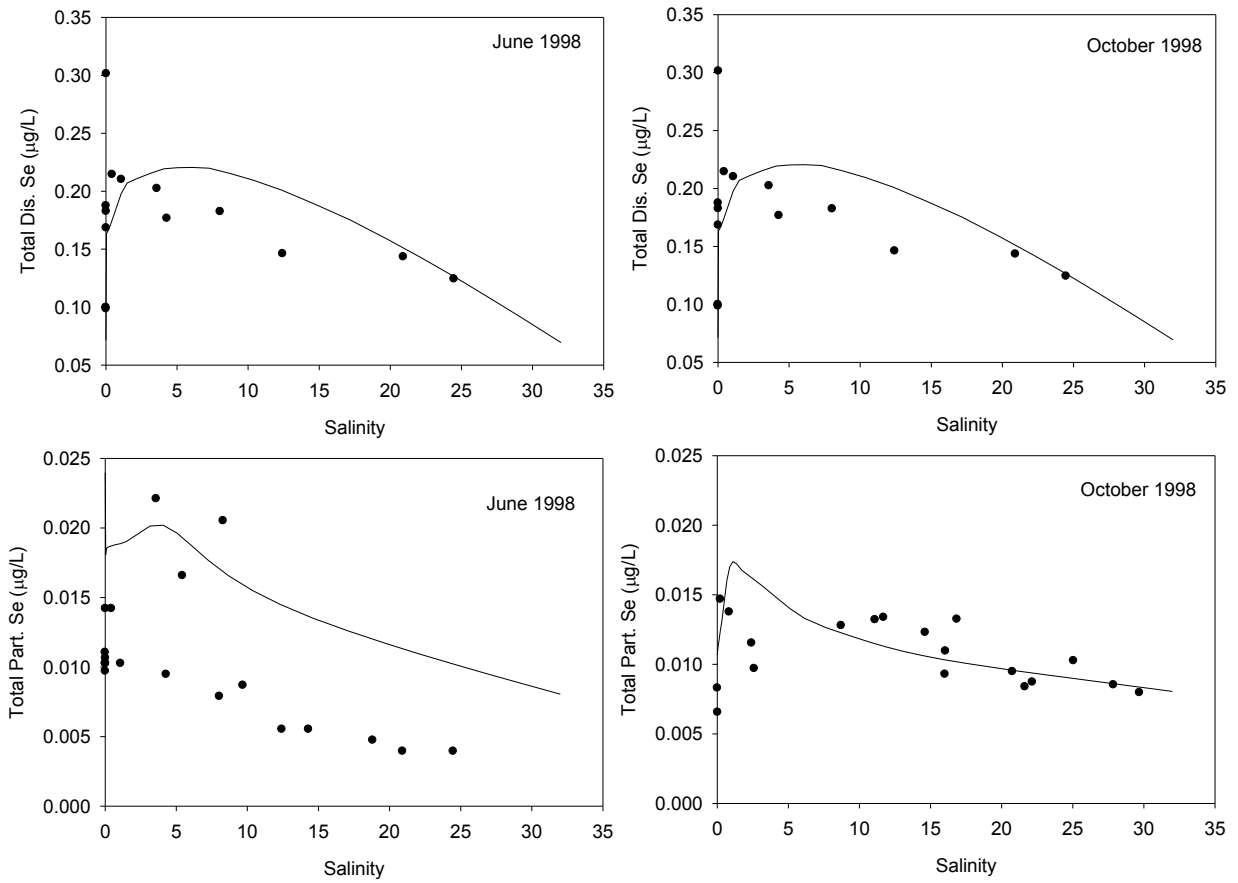 0.35
June 1998
0.30
0.25
0.20
0.15
0.10
0.05
Total Dis. Se (µg/L)
0 5 10 15 20 25 30 35
Salinity
0.35
October 1998
0.30
0.25
0.20
0.15
0.10
0.05
Total Dis. Se (µg/L)
0 5 10 15 20 25 30 35
Salinity
0.025
June 1998
0.020
0.015
0.010
0.005
0.000
Total Part. Se (µg/L)
0 5 10 15 20 25 30 35
Salinity
0.025
October 1998
0.020
0.015
0.010
0.005
0.000
Total Part. Se (µg/L)
0 5 10 15 20 25 30 35
Salinity